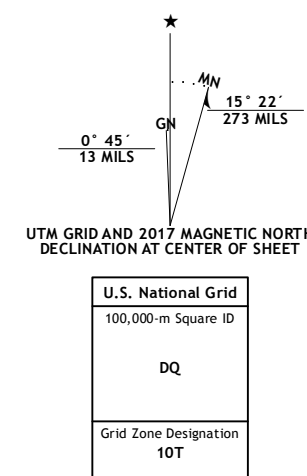 MN
GN
15° 22´
273 MILS
0° 45´
13 MILS
UTM GRID AND 2017 MAGNETIC NORTH
DECLINATION AT CENTER OF SHEET
U.S. National Grid
100,000-m Square ID
DQ
Grid Zone Designation
10T